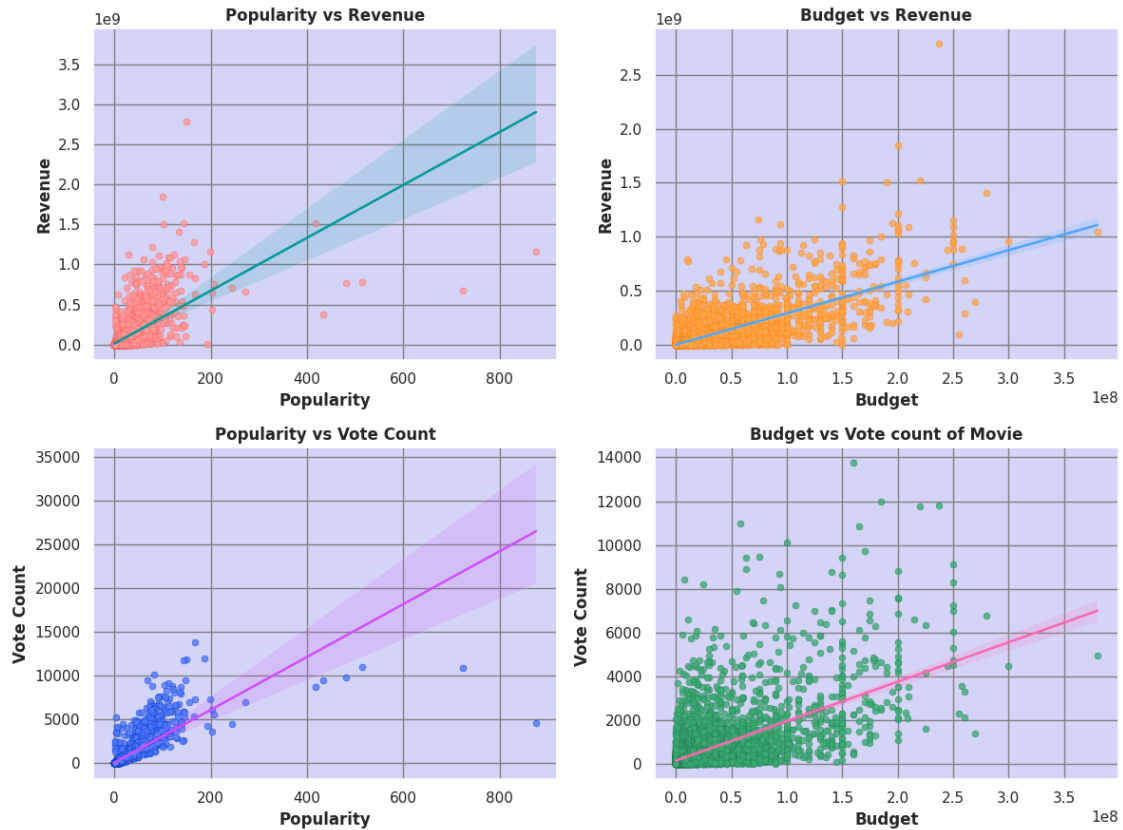 Popularity vs Revenue
1e9
3.5
3.0
2.5
2.0
1.5
1.0
0.5
0.0
Revenue
0 200 400 600 800
Popularity
Budget vs Revenue
1e9
2.5
2.0
1.5
1.0
0.5
0.0
Revenue
0.0 0.5 1.0 1.5 2.0 2.5 3.0 3.5
1e8
Budget
Popularity vs Vote Count
35000
30000
25000
20000
15000
10000
5000
0
Vote Count
0 200 400 600 800
Popularity
Budget vs Vote count of Movie
14000
12000
10000
8000
6000
4000
2000
0
Vote Count
0.0 0.5 1.0 1.5 2.0 2.5 3.0 3.5
1e8
Budget